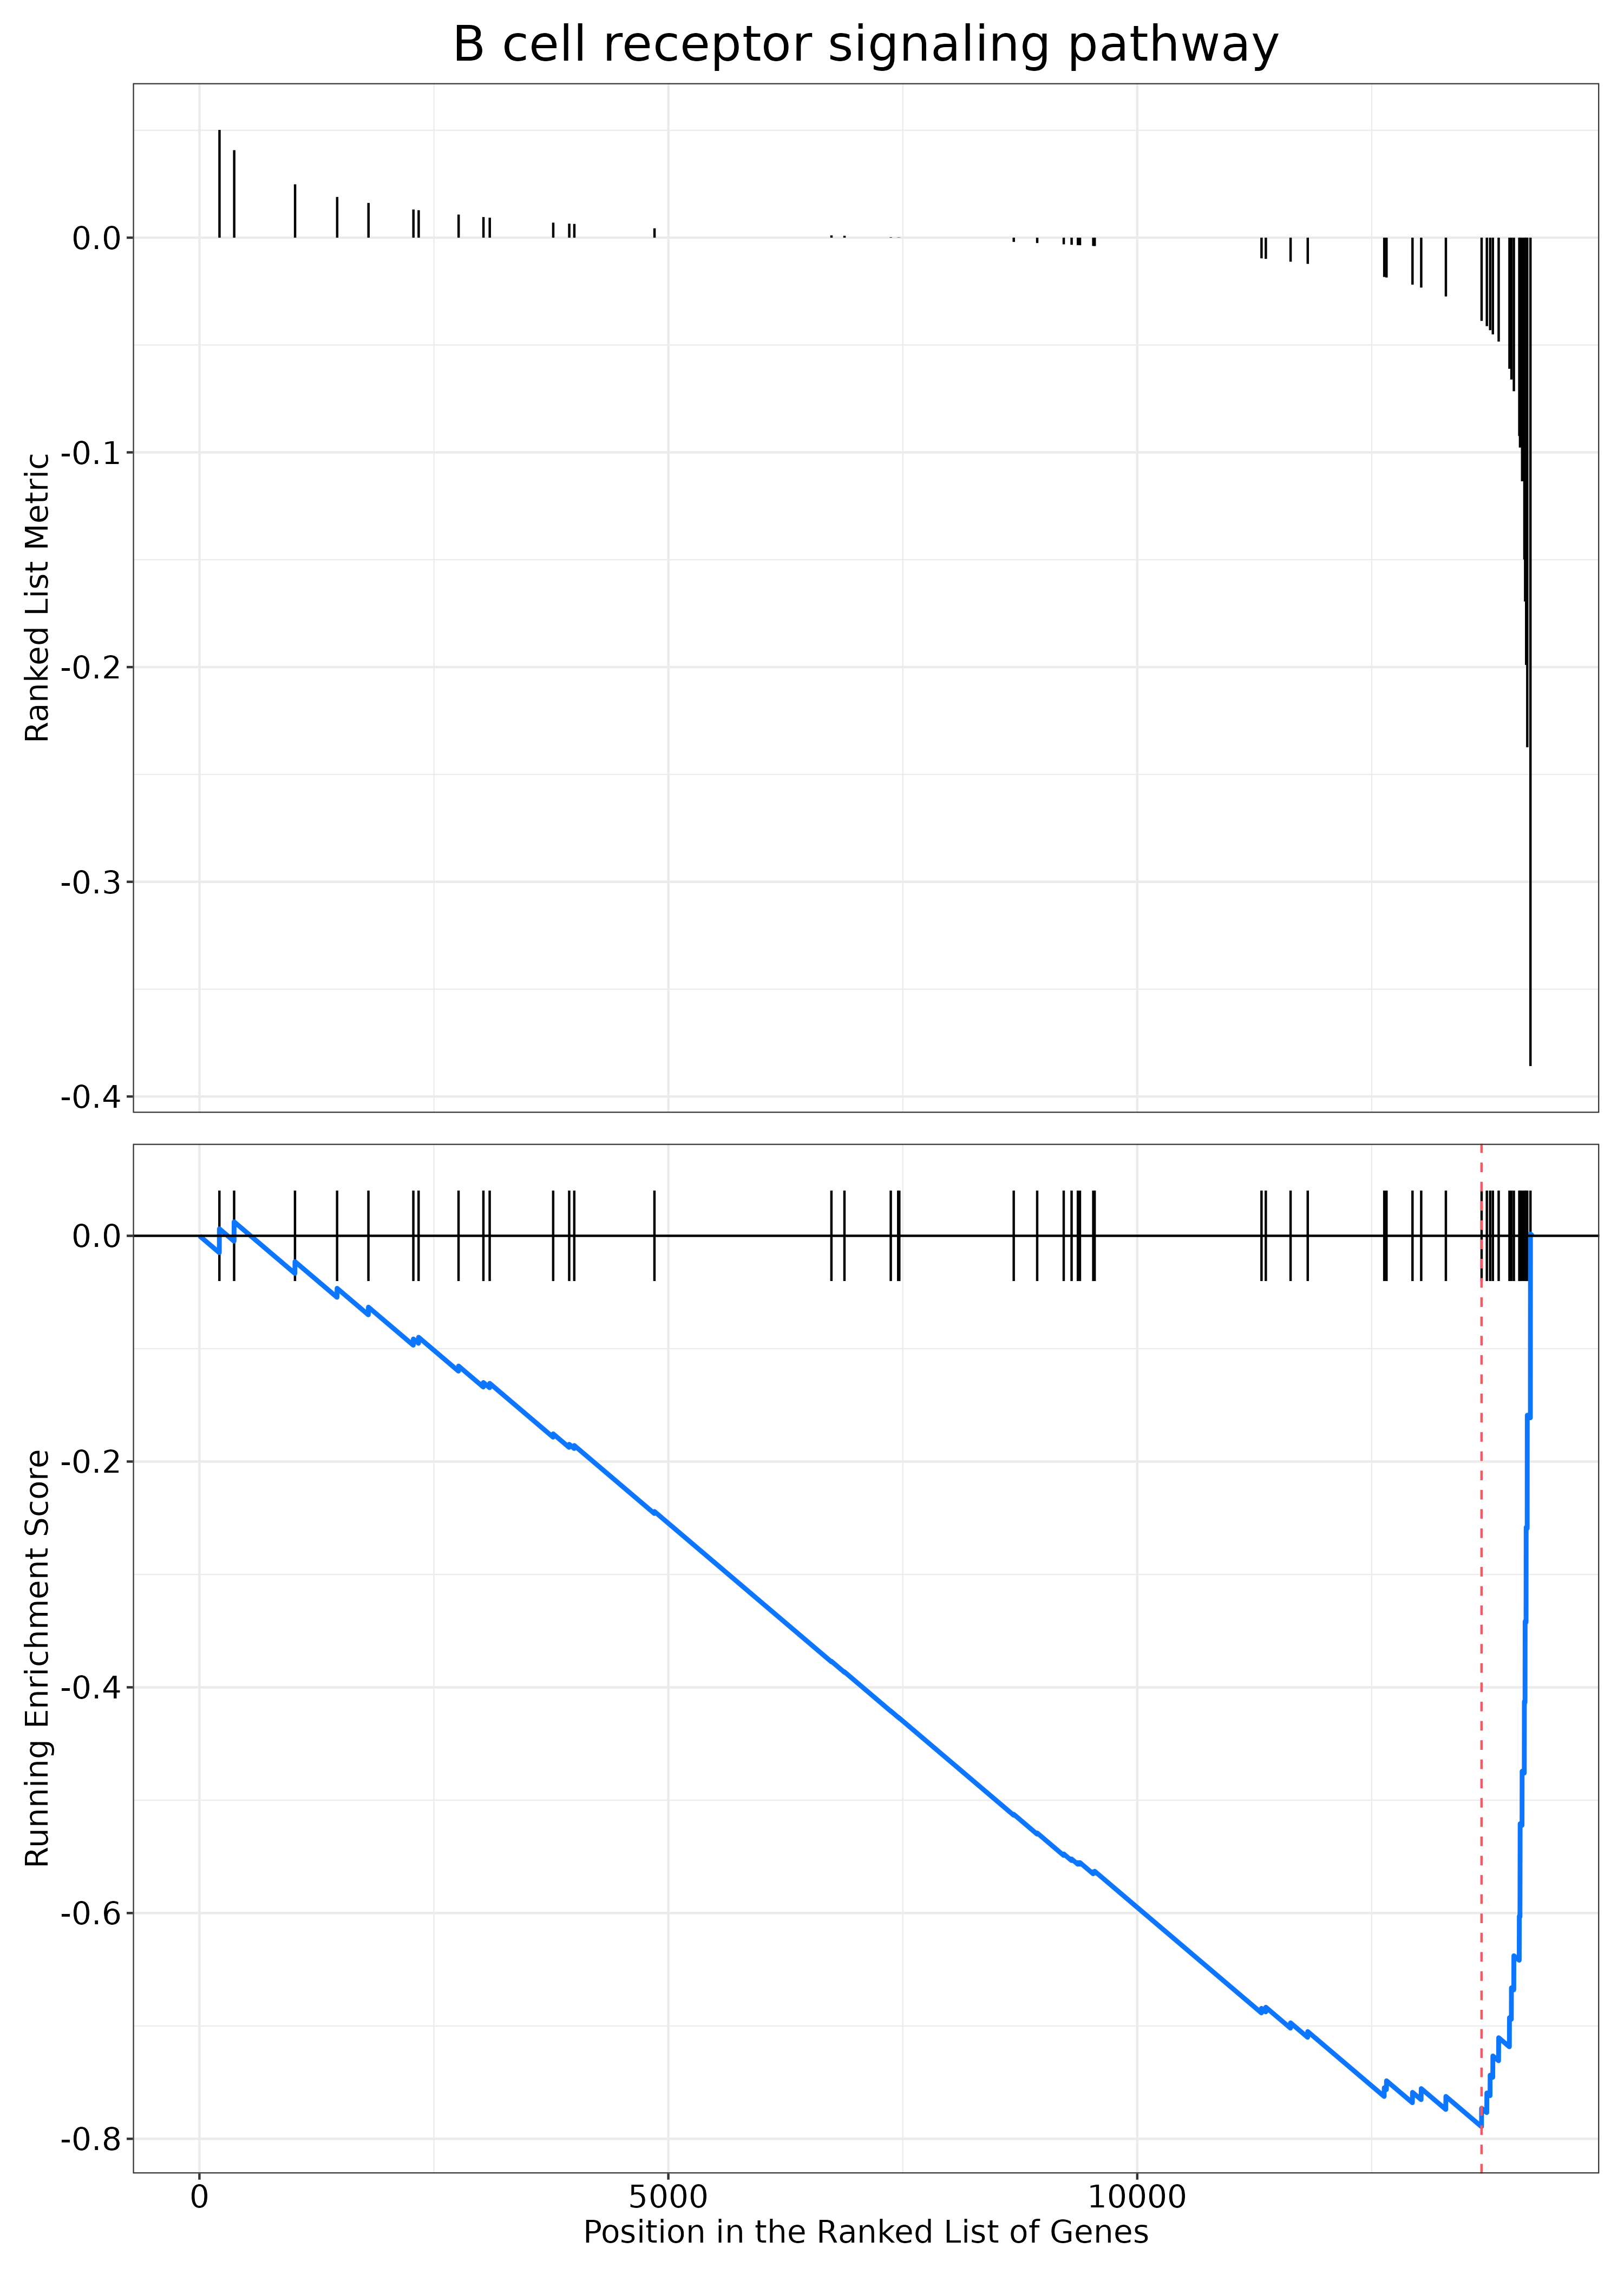 B cell receptor signaling pathway
Ranked List Metric
0.0
-0.1
-0.2
-0.3
-0.4
Running Enrichment Score
0.0
-0.2
-0.4
-0.6
-0.8
0 5000 10000
Position in the Ranked List of Genes